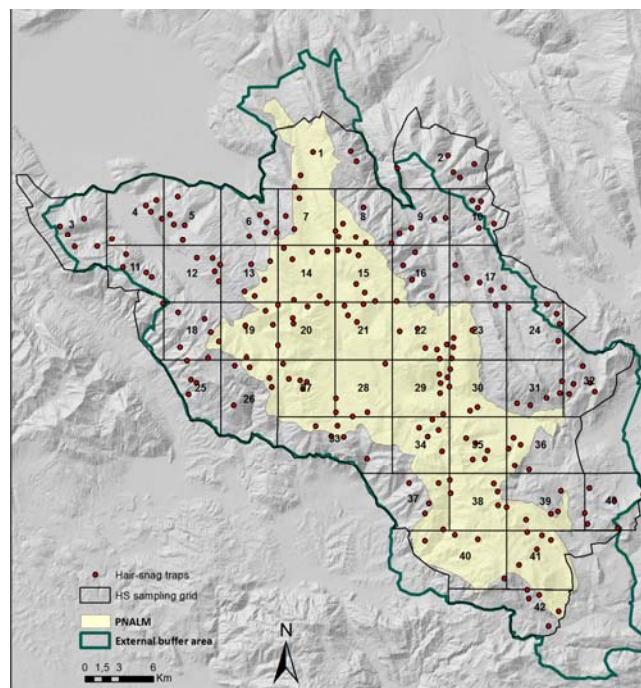 1
2
3 4 5 6 7 8 9 10
11 12 13 14 15 16 17
18 19 20 21 22 23 24
25 26 27 28 29 30 31 32
33 34 35 36
37 38 39
40 41
42
Hair-snag traps
HS sampling grid
PNALM
External buffer area
0 1,5 3 6
Km
N